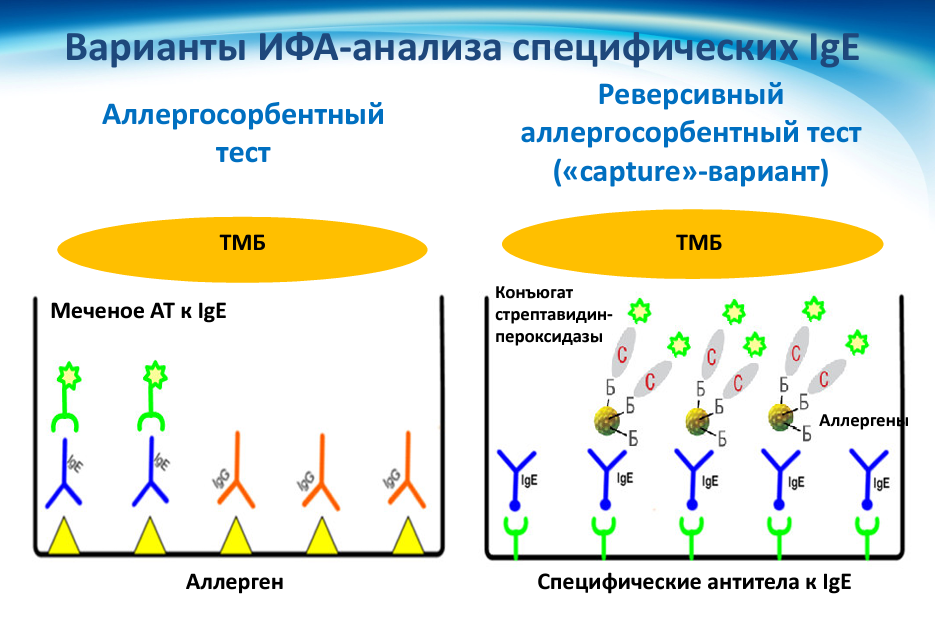 Варианты ИФА-анализа специфических IgE
Аллергосорбентный
тест
Реверсивный
аллергосорбентный тест
(«capture»-вариант)
ТМБ
ТМБ
Меченое АТ к IgE
IgE
IgE
IgG
IgG
IgG
Аллерген
Конъюгат
стрептавидин-
пероксидазы
С
С
С
С
С
С
Б
Б
Б
Б
Б
Б
Б
Б
Б
Аллергены
IgE
IgE
IgE
IgE
IgE
Специфические антитела к IgE